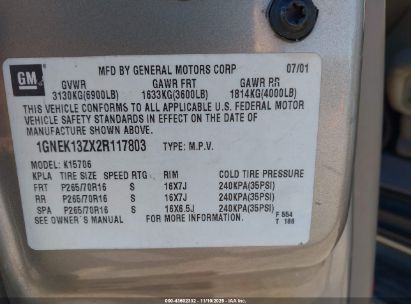 GM MFD BY GENERAL MOTORS CORP 07/01
GVWR GAWR FRT GAWR RR
3130KG(6900LB) 1633KG(3600LB) 1814KG(4000LB)
THIS VEHICLE CONFORMS TO ALL APPLICABLE U.S. FEDERAL MOTOR
VEHICLE SAFETY STANDARDS IN EFFECT ON THE DATE OF
MANUFACTURE SHOWN ABOVE.
1GNEK13ZX2R117803 TYPE: M.P.V.
MODEL: K15706
KPLA TIRE SIZE SPEED RTG RIM COLD TIRE PRESSURE
FRT P265/70R16 S 16X7J 240KPA(35PSI)
RR P265/70R16 S 16X7J 240KPA(35PSI)
SPA P265/70R16 S 16X6.5J 240KPA(35PSI)
SEE OWNER'S MANUAL FOR MORE INFORMATION.
F 554
T 186